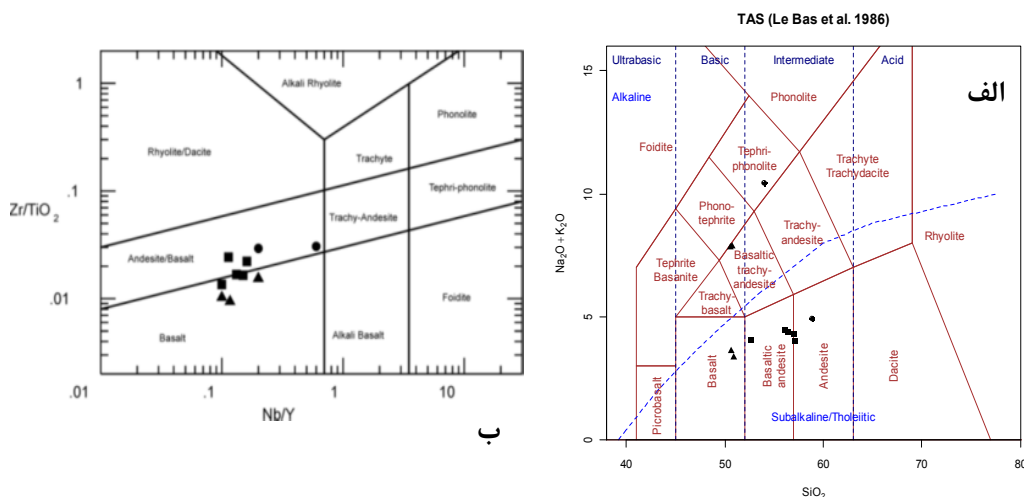 TAS (Le Bas et al. 1986)
الف
Ultrabasic
Basic
Intermediate
Acid
Alkaline
Phonolite
Foidite
Tephri-
phonolite
Trachyte
Trachydacite
Phono-
tephrite
Trachy-
andesite
Rhyolite
Tephrite
Basanite
Basaltic
trachy-
andesite
Trachy-
basalt
Picrobasalt
Basalt
Basaltic
andesite
Andesite
Dacite
Subalkaline/Tholeiitic
Na2O+K2O
0
5
10
15
40
50
60
70
80
SiO2
Alkali Rhyolite
Phonolite
Rhyolite/Dacite
Trachyte
Tephri-phonolite
Trachy-Andesite
Andesite/Basalt
Foidite
Basalt
Alkali Basalt
Zr/TiO2
1
.1
.01
.01
.1
1
10
Nb/Y
ب